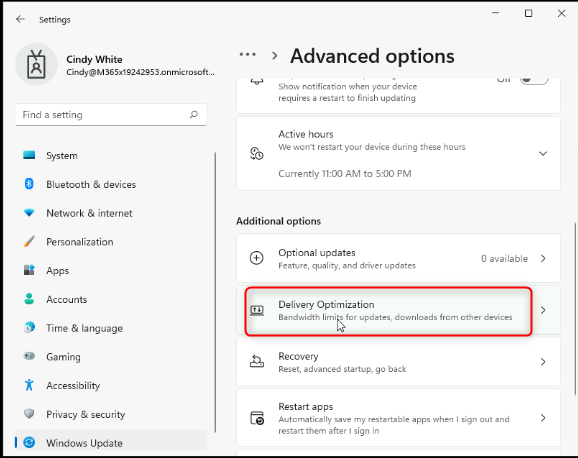 Settings
Cindy White
Cindy@M365x19242953.onmicrosoft...
Find a setting
System
Bluetooth & devices
Network & internet
Personalization
Apps
Accounts
Time & language
Gaming
Accessibility
Privacy & security
Windows Update
... > Advanced options
Show notification when your device
requires a restart to finish updating
Off
Active hours
We won't restart your device during these hours
Currently 11:00 AM to 5:00 PM
Additional options
Optional updates
Feature, quality, and driver updates
0 available
Delivery Optimization
Bandwidth limits for updates, downloads from other devices
Recovery
Reset, advanced startup, go back
Restart apps
Automatically save my restartable apps when I sign out and
restart them after I sign in